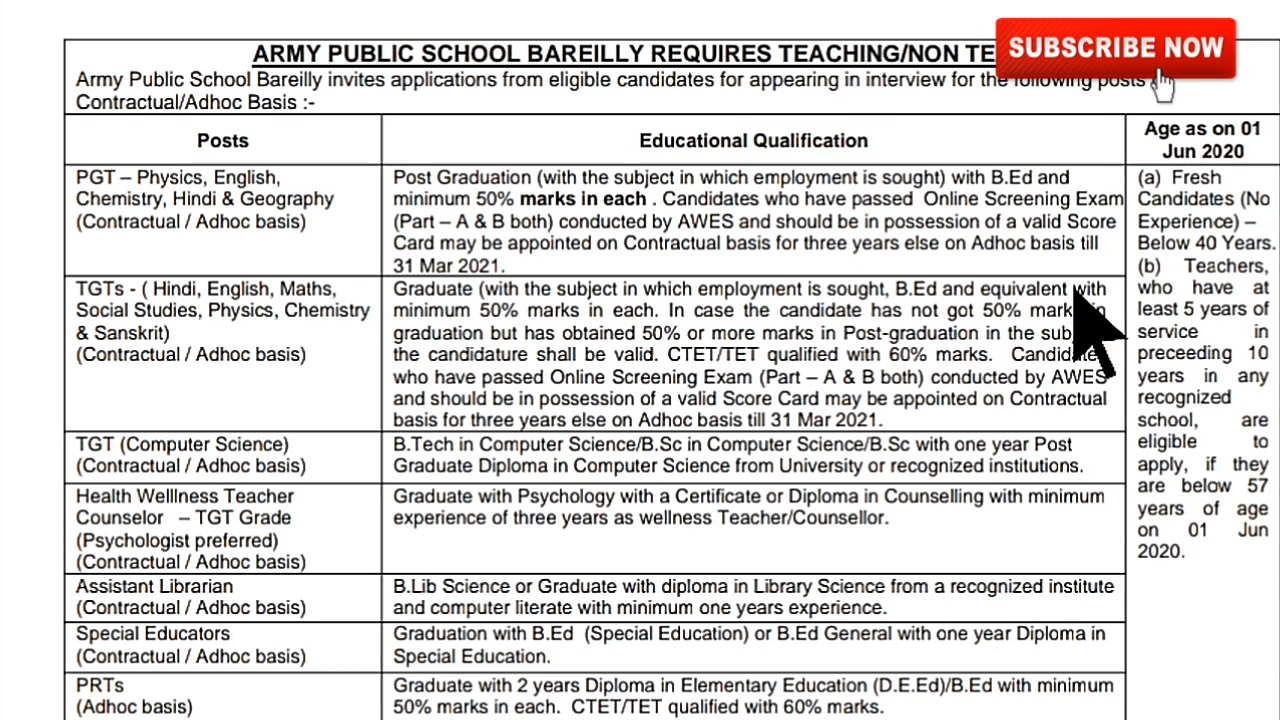 ARMY PUBLIC SCHOOL BAREILLY REQUIRES TEACHING/NON
SUBSCRIBE NOW
Army Public School Bareilly invites applications from eligible candidates for appearing in interview for the following posts
Contractual/Adhoc Basis :-
Posts
Educational Qualification
Age as on 01
Jun 2020
PGT – Physics, English,
Chemistry, Hindi & Geography
(Contractual / Adhoc basis)
Post Graduation (with the subject in which employment is sought) with B.Ed and
minimum 50% marks in each . Candidates who have passed Online Screening Exam
(Part – A & B both) conducted by AWES and should be in possession of a valid Score
Card may be appointed on Contractual basis for three years else on Adhoc basis till
31 Mar 2021.
(a) Fresh
Candidates (No
Experience) –
Below 40 Years.
(b) Teachers,
who have at
least 5 years of
service in
preceeding 10
years in any
recognized
school, are
eligible to
apply, if they
are below 57
years of age
on 01 Jun
2020.
TGTs - ( Hindi, English, Maths,
Social Studies, Physics, Chemistry
& Sanskrit)
(Contractual / Adhoc basis)
Graduate (with the subject in which employment is sought, B.Ed and equivalent with
minimum 50% marks in each. In case the candidate has not got 50% marks in
graduation but has obtained 50% or more marks in Post-graduation in the
the candidature shall be valid. CTET/TET qualified with 60% marks. Candidates
who have passed Online Screening Exam (Part – A & B both) conducted by AWES
and should be in possession of a valid Score Card may be appointed on Contractual
basis for three years else on Adhoc basis till 31 Mar 2021.
TGT (Computer Science)
(Contractual / Adhoc basis)
B.Tech in Computer Science/B.Sc in Computer Science/B.Sc with one year Post
Graduate Diploma in Computer Science from University or recognized institutions.
Health Wellness Teacher
Counselor – TGT Grade
(Psychologist preferred)
(Contractual / Adhoc basis)
Graduate with Psychology with a Certificate or Diploma in Counselling with minimum
experience of three years as wellness Teacher/Counsellor.
Assistant Librarian
(Contractual / Adhoc basis)
B.Lib Science or Graduate with diploma in Library Science from a recognized institute
and computer literate with minimum one years experience.
Special Educators
(Contractual / Adhoc basis)
Graduation with B.Ed (Special Education) or B.Ed General with one year Diploma in
Special Education.
PRTs
(Adhoc basis)
Graduate with 2 years Diploma in Elementary Education (D.E.Ed)/B.Ed with minimum
50% marks in each. CTET/TET qualified with 60% marks.